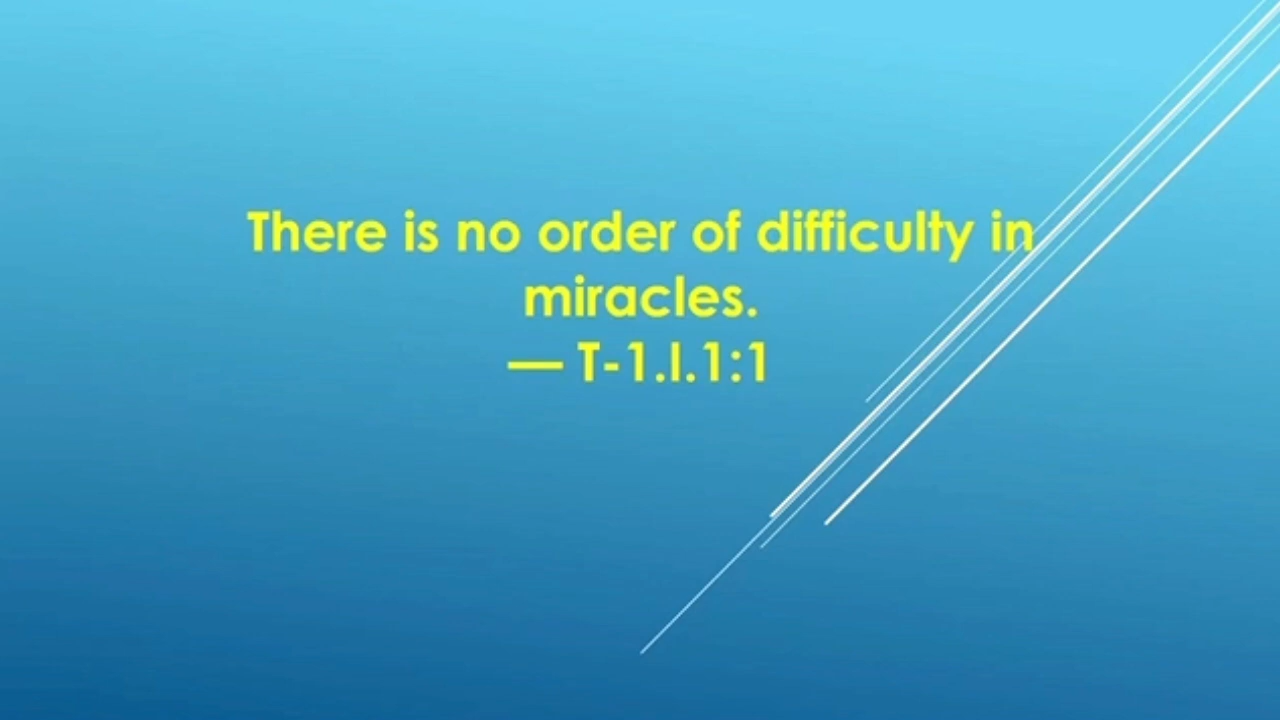 There is no order of difficulty in
miracles.
— T-1.I.1:1